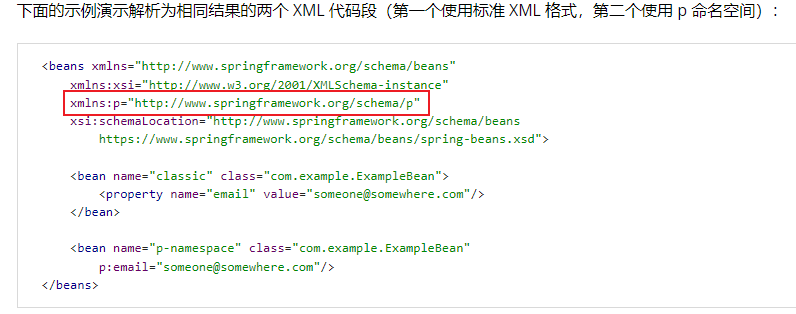 下面的示例演示解析为相同结果的两个 XML 代码段（第一个使用标准 XML 格式，第二个使用 p 命名空间）：
<beans xmlns="http://www.springframework.org/schema/beans"
    xmlns:xsi="http://www.w3.org/2001/XMLSchema-instance"
    xmlns:p="http://www.springframework.org/schema/p"
    xsi:schemaLocation="http://www.springframework.org/schema/beans
        https://www.springframework.org/schema/beans/spring-beans.xsd">
    <bean name="classic" class="com.example.ExampleBean">
        <property name="email" value="someone@somewhere.com"/>
    </bean>
    <bean name="p-namespace" class="com.example.ExampleBean"
        p:email="someone@somewhere.com"/>
</beans>